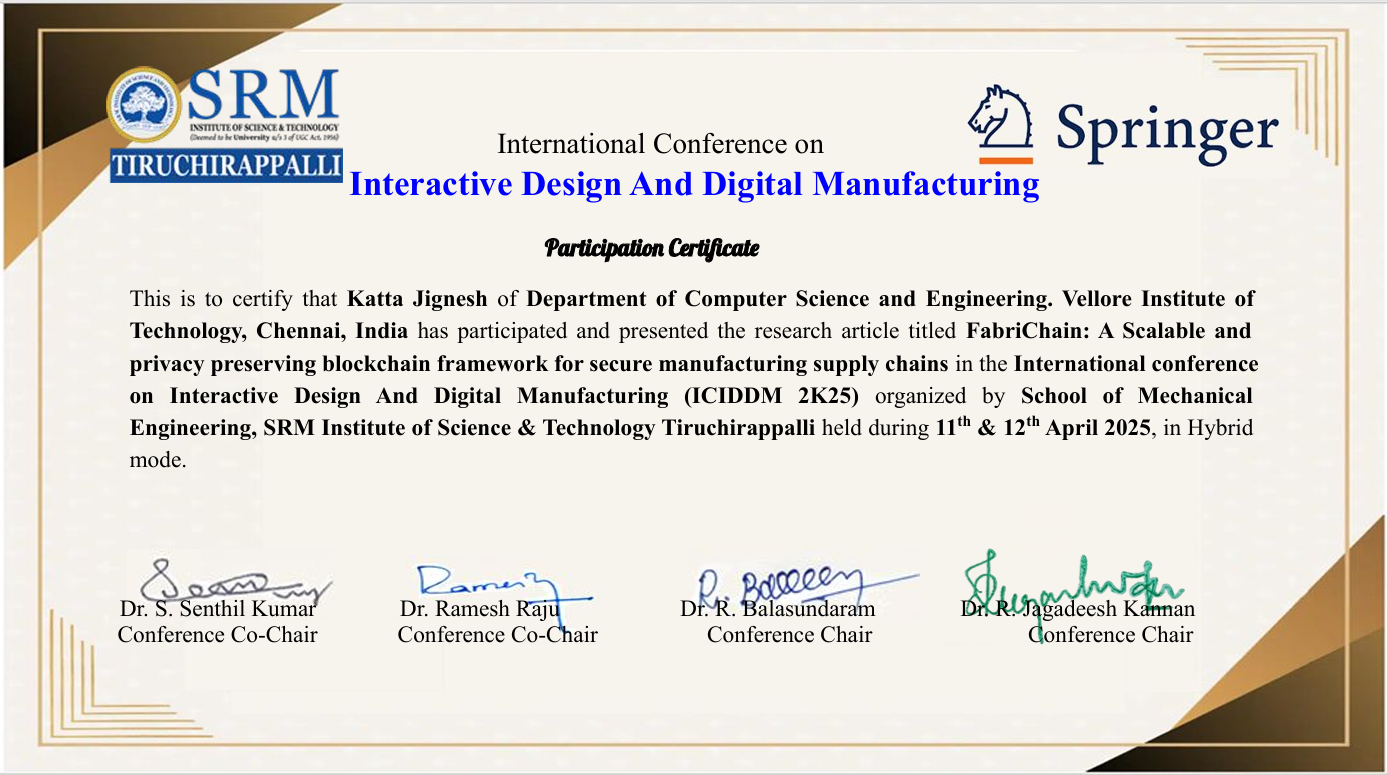 SRM
INSTITUTE OF SCIENCE & TECHNOLOGY
(Deemed to be University u/s 3 of UGC Act, 1956)
TIRUCHIRAPPALLI
Springer
International Conference on
Interactive Design And Digital Manufacturing
Participation Certificate
This is to certify that Katta Jignesh of Department of Computer Science and Engineering. Vellore Institute of
Technology, Chennai, India has participated and presented the research article titled FabriChain: A Scalable and
privacy preserving blockchain framework for secure manufacturing supply chains in the International conference
on Interactive Design And Digital Manufacturing (ICIDDM 2K25) organized by School of Mechanical
Engineering, SRM Institute of Science & Technology Tiruchirappalli held during 11th & 12th April 2025, in Hybrid
mode.
Dr. S. Senthil Kumar
Conference Co-Chair
Dr. Ramesh Raju
Conference Co-Chair
Dr. R. Balasundaram
Conference Chair
Dr. R. Jagadeesh Kannan
Conference Chair